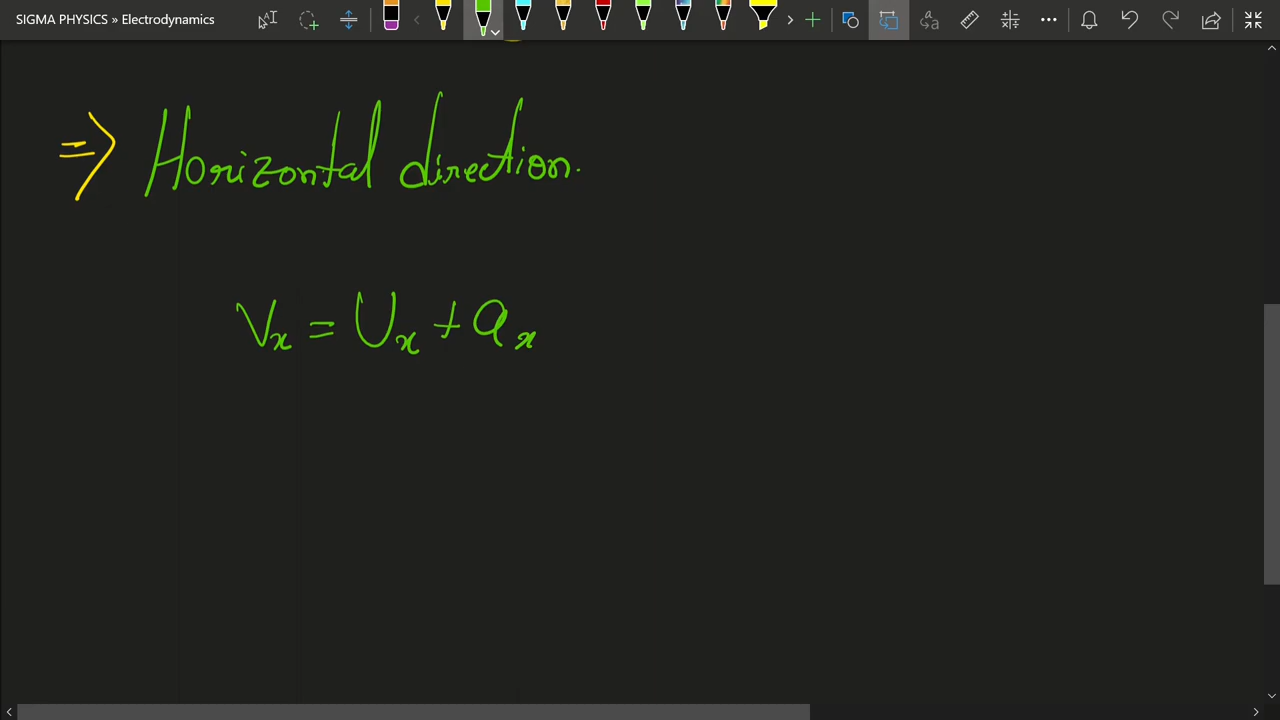 SIGMA PHYSICS » Electrodynamics
=> Horizontal direction.
Vx = Ux + ax